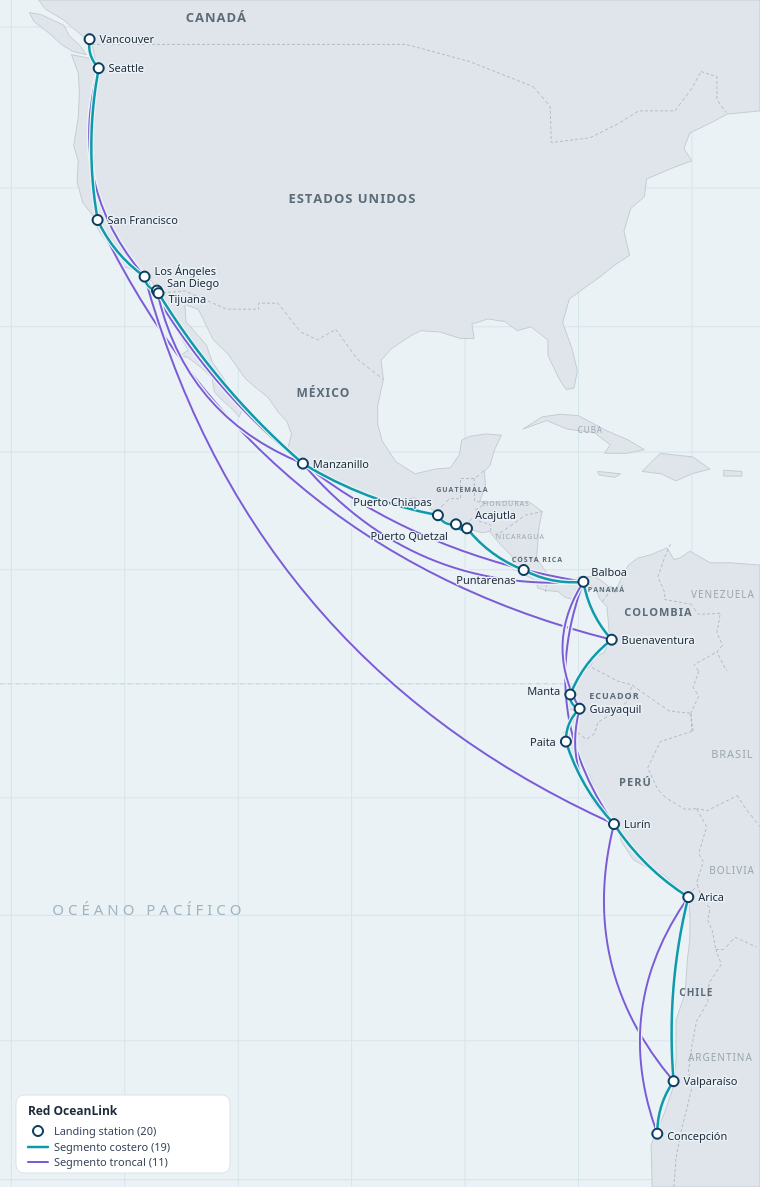 CANADÁ
Vancouver
Seattle
ESTADOS UNIDOS
San Francisco
Los Ángeles
San Diego
Tijuana
MÉXICO
CUBA
Manzanillo
GUATEMALA
Puerto Chiapas
HONDURAS
Acajutla
Puerto Quetzal
NICARAGUA
COSTA RICA
Puntarenas
Balboa
PANAMÁ
VENEZUELA
COLOMBIA
Buenaventura
Manta
ECUADOR
Guayaquil
Paita
BRASIL
PERÚ
Lurín
BOLIVIA
Arica
OCÉANO PACÍFICO
CHILE
ARGENTINA
Valparaíso
Concepción
Red OceanLink
Landing station (20)
Segmento costero (19)
Segmento troncal (11)